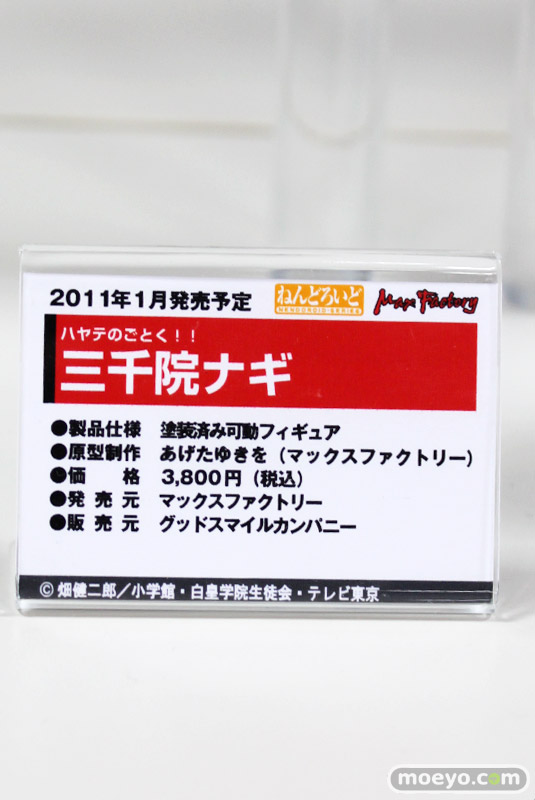 2011年1月発売予定 ねんどろいど NENDOROID・SERIES Max Factory
ハヤテのごとく！！
三千院ナギ
●製品仕様 塗装済み可動フィギュア
●原型制作 あげたゆきを（マックスファクトリー）
●価　　格 3,800円（税込）
●発 売 元 マックスファクトリー
●販 売 元 グッドスマイルカンパニー
© 畑健二郎／小学館・白皇学院生徒会・テレビ東京
moeyo.com